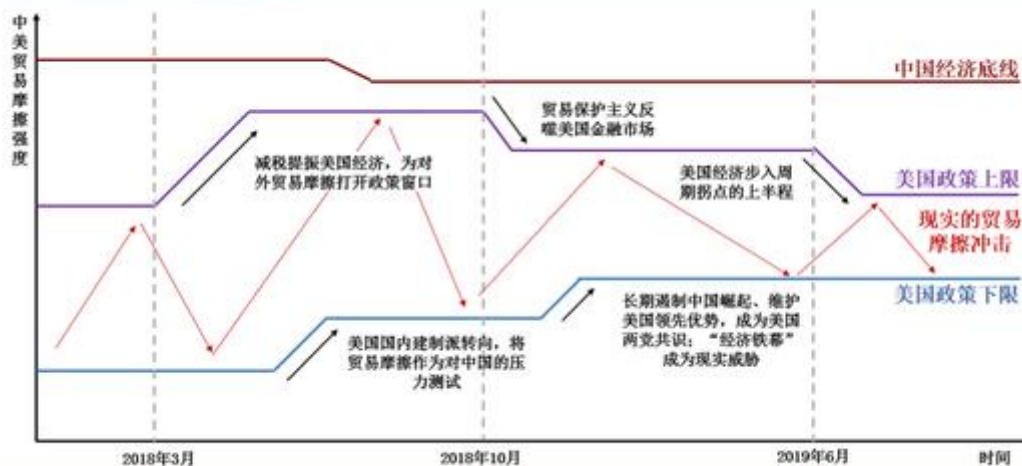 中美贸易摩擦强度
中国经济底线
贸易保护主义反
噬美国金融市场
减税提振美国经济，为对
外贸易摩擦打开政策窗口
美国经济步入周
期拐点的上半程
美国政策上限
现实的贸易
摩擦冲击
美国政策下限
长期遏制中国崛起、维护
美国领先优势，成为美国
两党共识；“经济铁幕”
成为现实威胁
美国国内建制派转向，将
贸易摩擦作为对中国的压
力测试
2018年3月
2018年10月
2019年6月
时间